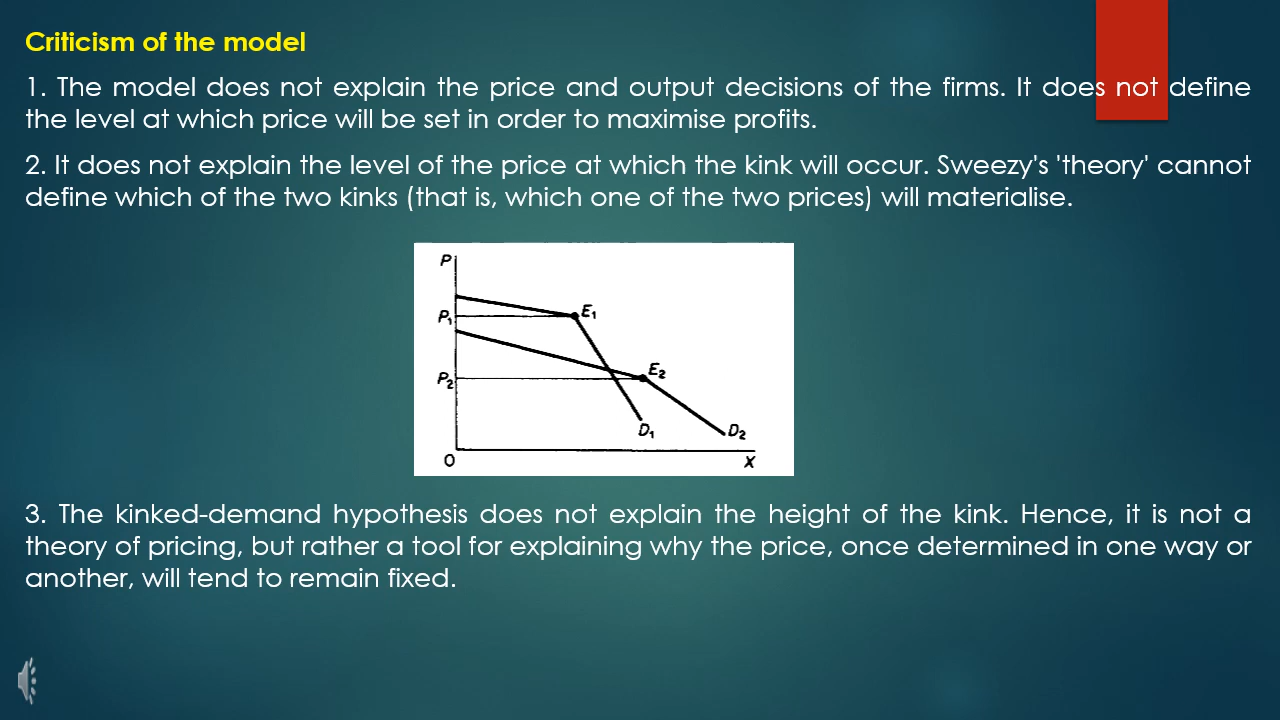 Criticism of the model
1. The model does not explain the price and output decisions of the firms. It does not define
the level at which price will be set in order to maximise profits.
2. It does not explain the level of the price at which the kink will occur. Sweezy's 'theory' cannot
define which of the two kinks (that is, which one of the two prices) will materialise.
P
P₁
E₁
P₂
E₂
D₁
D₂
O
X
3. The kinked-demand hypothesis does not explain the height of the kink. Hence, it is not a
theory of pricing, but rather a tool for explaining why the price, once determined in one way or
another, will tend to remain fixed.